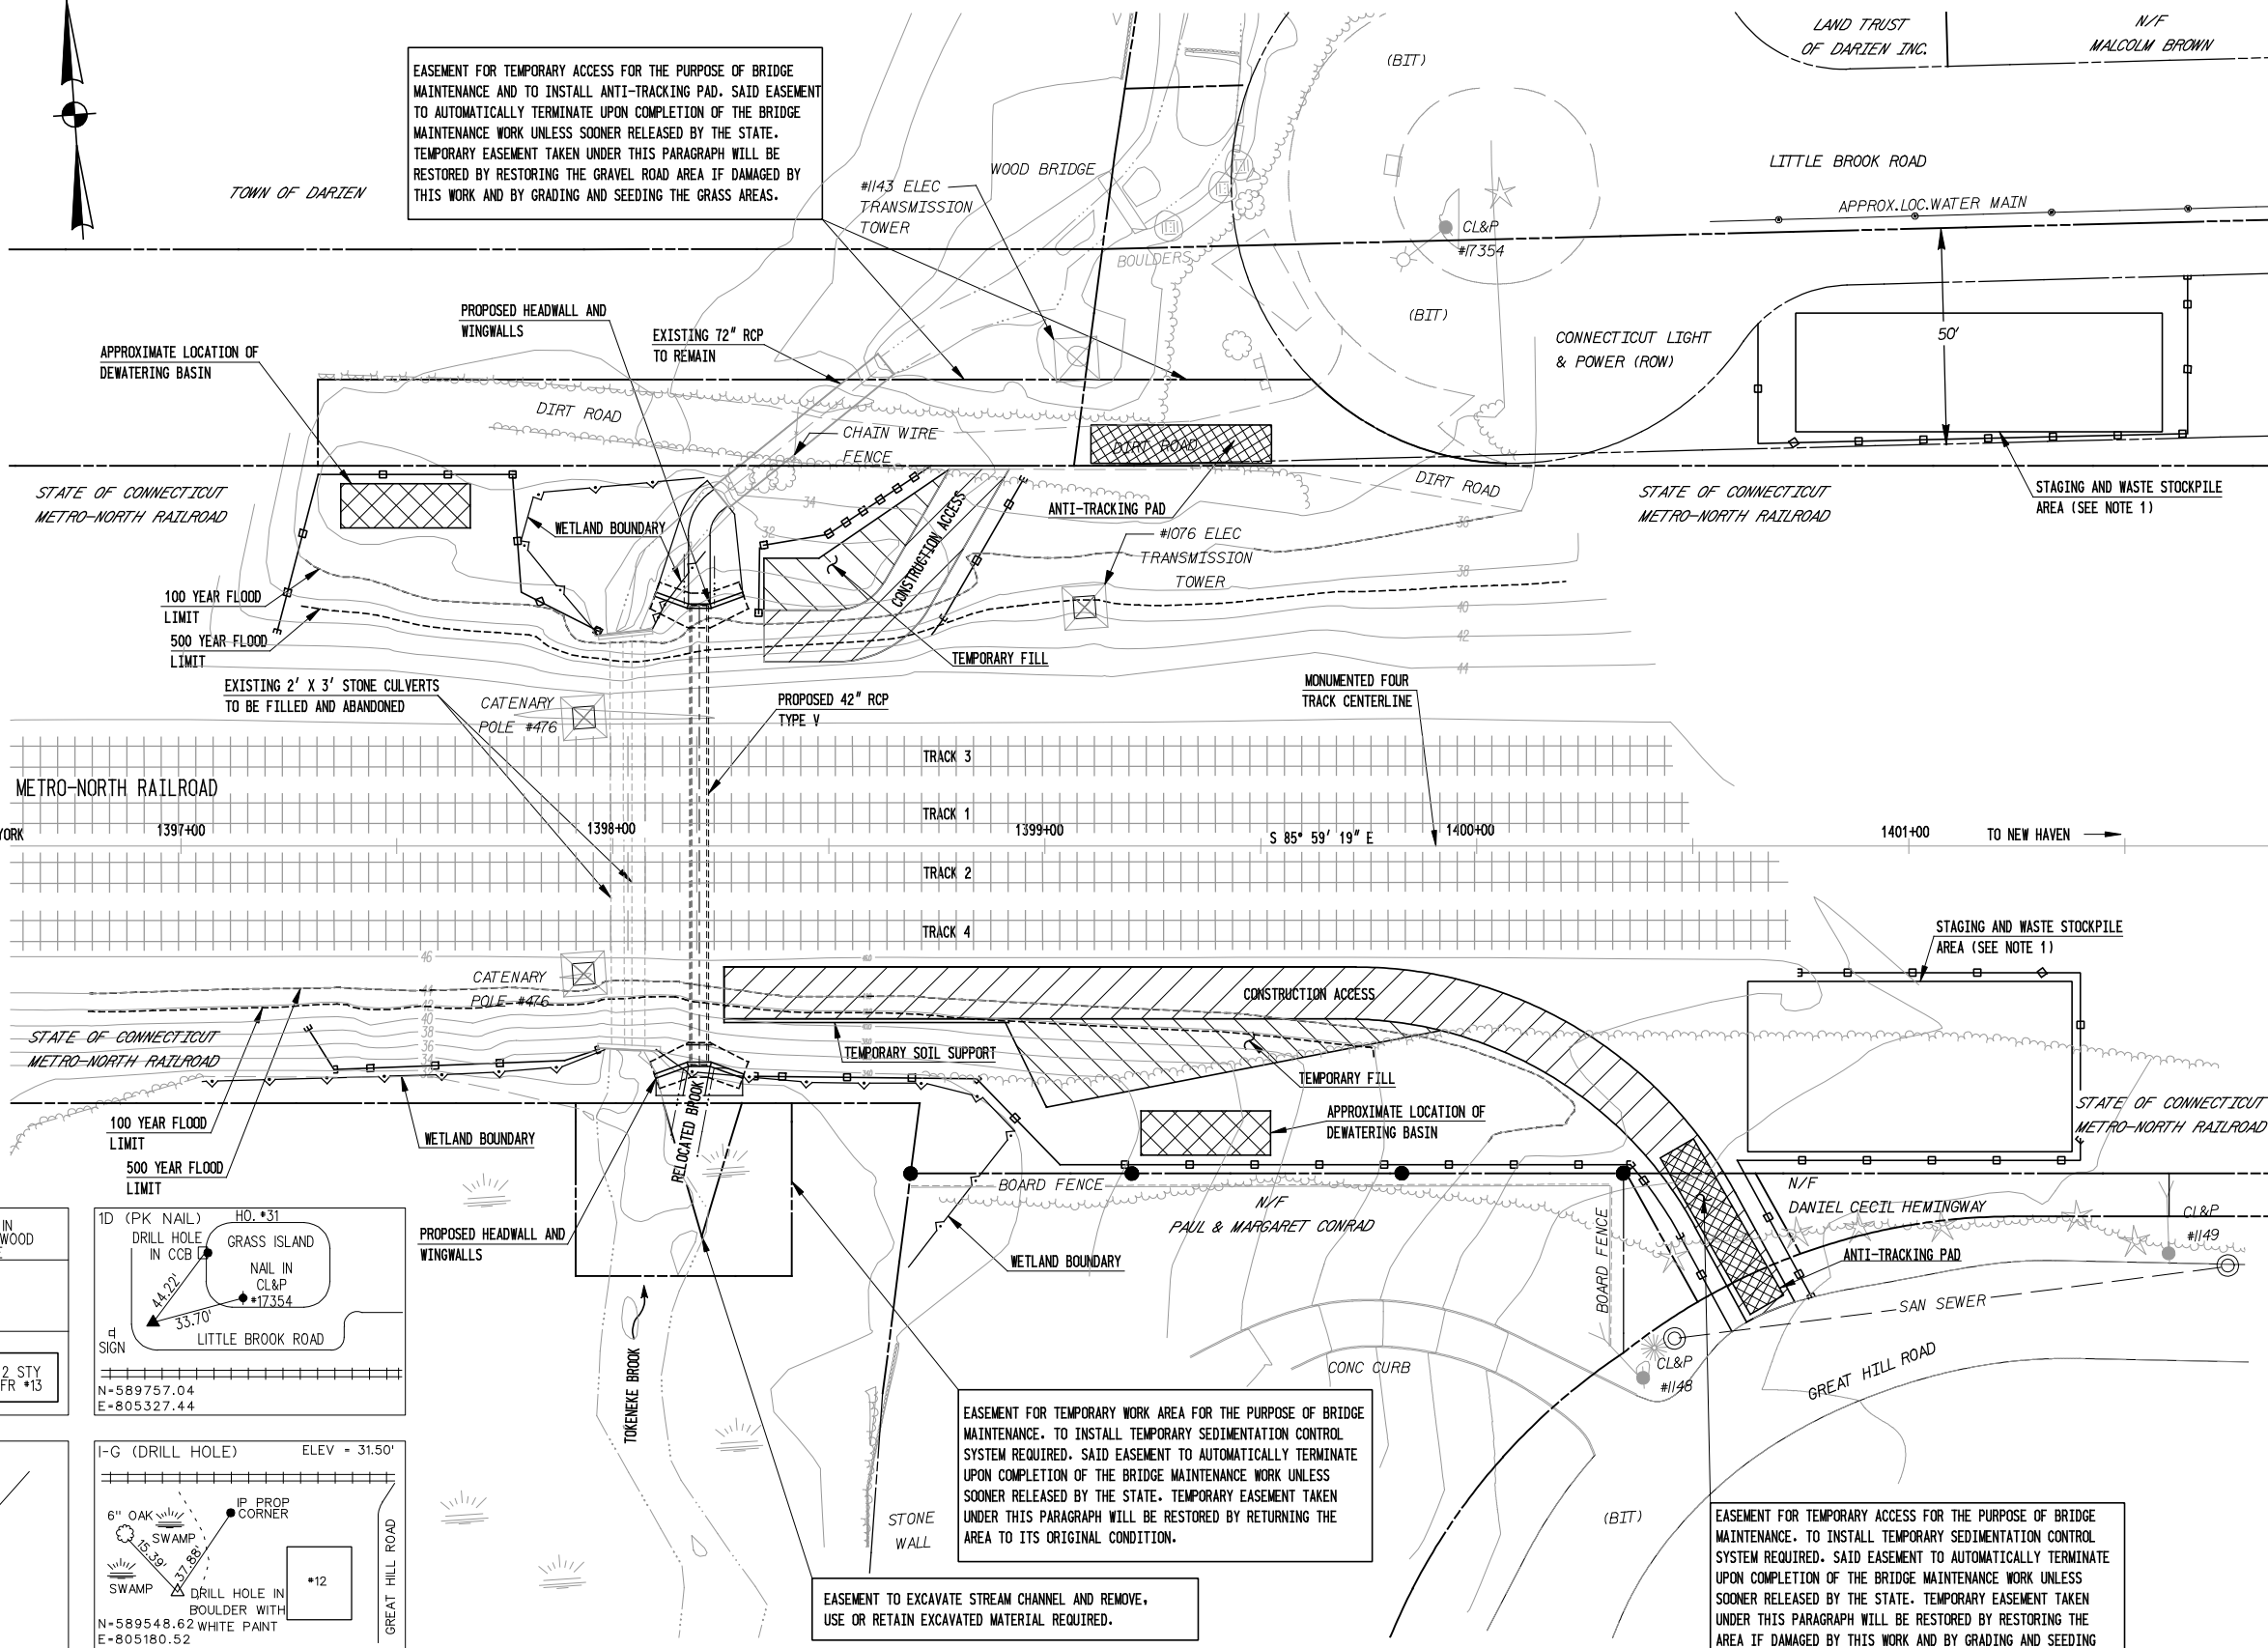 LAND TRUST
OF DARIEN INC.
N/F
MALCOLM BROWN
EASEMENT FOR TEMPORARY ACCESS FOR THE PURPOSE OF BRIDGE
MAINTENANCE AND TO INSTALL ANTI-TRACKING PAD. SAID EASEMENT
TO AUTOMATICALLY TERMINATE UPON COMPLETION OF THE BRIDGE
MAINTENANCE WORK UNLESS SOONER RELEASED BY THE STATE.
TEMPORARY EASEMENT TAKEN UNDER THIS PARAGRAPH WILL BE
RESTORED BY RESTORING THE GRAVEL ROAD AREA IF DAMAGED BY
THIS WORK AND BY GRADING AND SEEDING THE GRASS AREAS.
(BIT)
TOWN OF DARIEN
WOOD BRIDGE
#1143 ELEC
TRANSMISSION
TOWER
LITTLE BROOK ROAD
APPROX.LOC.WATER MAIN
CL&P
#17354
BOULDERS
PROPOSED HEADWALL AND
WINGWALLS
EXISTING 72" RCP
TO REMAIN
(BIT)
CONNECTICUT LIGHT
& POWER (ROW)
50'
APPROXIMATE LOCATION OF
DEWATERING BASIN
DIRT ROAD
CHAIN WIRE
FENCE
DIRT ROAD
DIRT ROAD
STATE OF CONNECTICUT
METRO-NORTH RAILROAD
34
32
ANTI-TRACKING PAD
STATE OF CONNECTICUT
METRO-NORTH RAILROAD
STAGING AND WASTE STOCKPILE
AREA (SEE NOTE 1)
WETLAND BOUNDARY
CONSTRUCTION ACCESS
#1076 ELEC
TRANSMISSION
TOWER
36
38
40
42
44
100 YEAR FLOOD
LIMIT
500 YEAR FLOOD
LIMIT
TEMPORARY FILL
EXISTING 2' X 3' STONE CULVERTS
TO BE FILLED AND ABANDONED
CATENARY
POLE #476
PROPOSED 42" RCP
TYPE V
MONUMENTED FOUR
TRACK CENTERLINE
TRACK 3
METRO-NORTH RAILROAD
TRACK 1
YORK
1397+00
1398+00
1399+00
S 85° 59' 19" E
1400+00
1401+00
TO NEW HAVEN
TRACK 2
TRACK 4
STAGING AND WASTE STOCKPILE
AREA (SEE NOTE 1)
46
44
42
40
38
36
34
CATENARY
POLE #476
CONSTRUCTION ACCESS
STATE OF CONNECTICUT
METRO-NORTH RAILROAD
TEMPORARY SOIL SUPPORT
TEMPORARY FILL
RELOCATED BROOK
APPROXIMATE LOCATION OF
DEWATERING BASIN
STATE OF CONNECTICUT
METRO-NORTH RAILROAD
100 YEAR FLOOD
LIMIT
500 YEAR FLOOD
LIMIT
WETLAND BOUNDARY
BOARD FENCE
N/F
PAUL & MARGARET CONRAD
BOARD FENCE
N/F
DANIEL CECIL HEMINGWAY
CL&P
#1149
PROPOSED HEADWALL AND
WINGWALLS
WETLAND BOUNDARY
ANTI-TRACKING PAD
SAN SEWER
IN
WOOD
1D (PK NAIL)
HO. #31
DRILL HOLE
IN CCB
GRASS ISLAND
NAIL IN
CL&P
#17354
44.22'
33.70'
SIGN
LITTLE BROOK ROAD
N-589757.04
E-805327.44
2 STY
FR #13
TOKENEKE BROOK
CONC CURB
CL&P
#1148
GREAT HILL ROAD
EASEMENT FOR TEMPORARY WORK AREA FOR THE PURPOSE OF BRIDGE
MAINTENANCE. TO INSTALL TEMPORARY SEDIMENTATION CONTROL
SYSTEM REQUIRED. SAID EASEMENT TO AUTOMATICALLY TERMINATE
UPON COMPLETION OF THE BRIDGE MAINTENANCE WORK UNLESS
SOONER RELEASED BY THE STATE. TEMPORARY EASEMENT TAKEN
UNDER THIS PARAGRAPH WILL BE RESTORED BY RETURNING THE
AREA TO ITS ORIGINAL CONDITION.
I-G (DRILL HOLE)
ELEV = 31.50'
IP PROP
CORNER
6" OAK
SWAMP
15.39'
37.88'
SWAMP
DRILL HOLE IN
BOULDER WITH
WHITE PAINT
#12
GREAT HILL ROAD
N-589548.62
E-805180.52
STONE
WALL
(BIT)
EASEMENT TO EXCAVATE STREAM CHANNEL AND REMOVE,
USE OR RETAIN EXCAVATED MATERIAL REQUIRED.
EASEMENT FOR TEMPORARY ACCESS FOR THE PURPOSE OF BRIDGE
MAINTENANCE. TO INSTALL TEMPORARY SEDIMENTATION CONTROL
SYSTEM REQUIRED. SAID EASEMENT TO AUTOMATICALLY TERMINATE
UPON COMPLETION OF THE BRIDGE MAINTENANCE WORK UNLESS
SOONER RELEASED BY THE STATE. TEMPORARY EASEMENT TAKEN
UNDER THIS PARAGRAPH WILL BE RESTORED BY RESTORING THE
AREA IF DAMAGED BY THIS WORK AND BY GRADING AND SEEDING